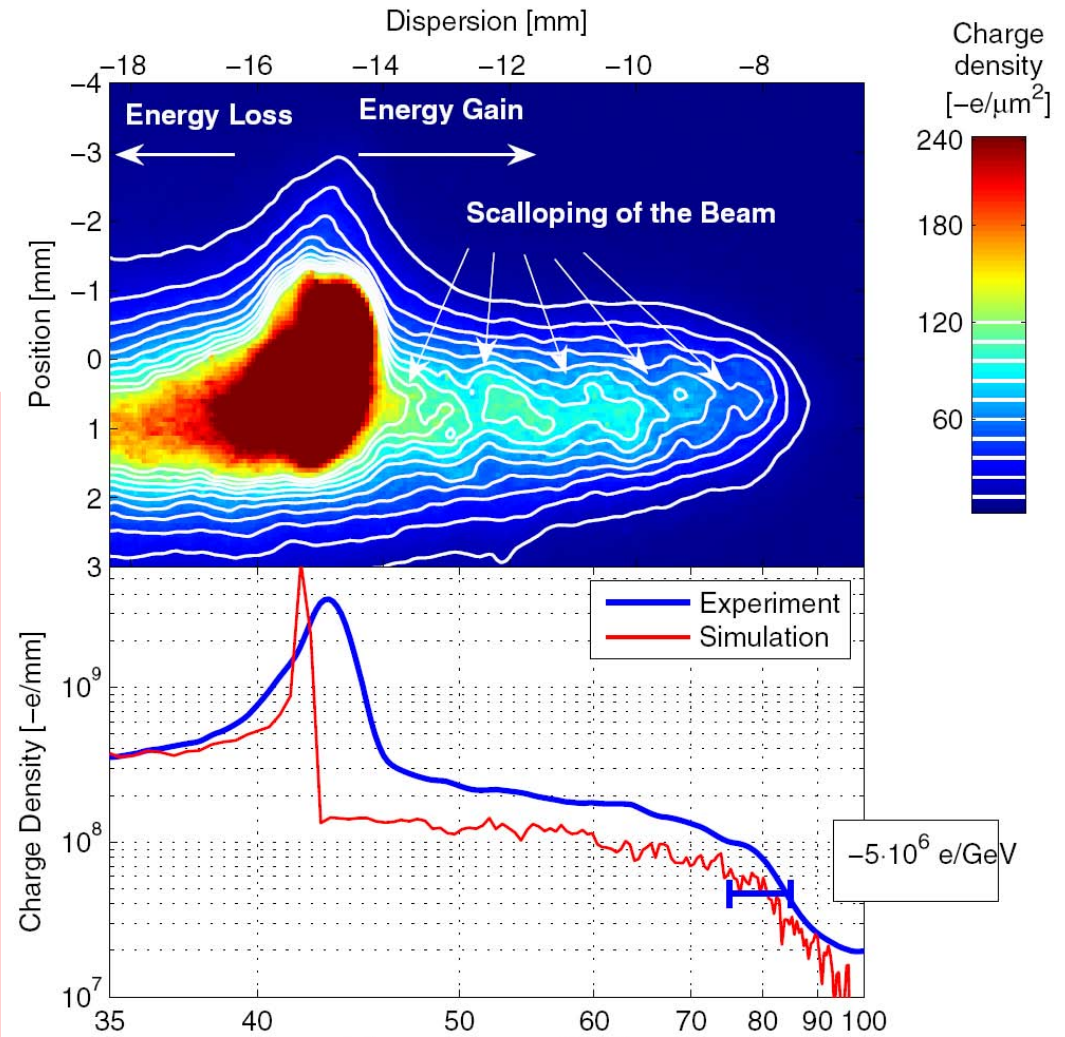 Dispersion [mm]
−18 −16 −14 −12 −10 −8
Charge
density
[−e/μm²]
−4
−3
−2
−1
0
1
2
3
Position [mm]
Energy Loss
Energy Gain
Scalloping of the Beam
240
180
120
60
Experiment
Simulation
10⁹
10⁸
10⁷
Charge Density [−e/mm]
−5·10⁶ e/GeV
35 40 50 60 70 80 90 100